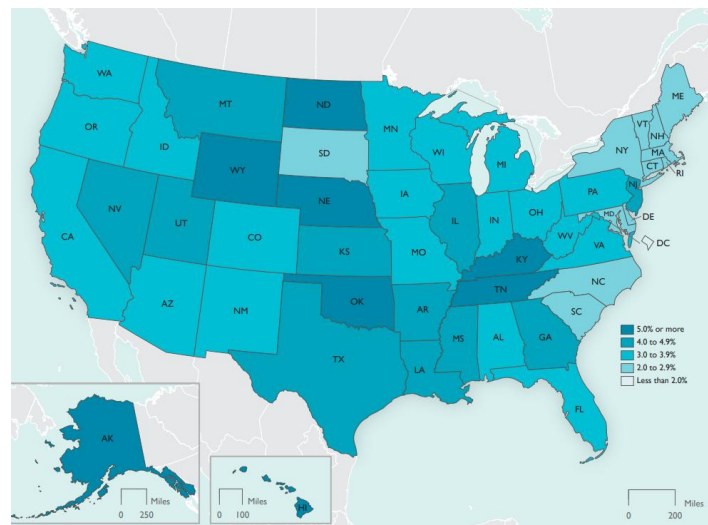 WA
MT
ND
MN
ME
VT
NH
OR
ID
SD
WI
MI
NY
MA
CT
RI
WY
IA
PA
NJ
NE
NV
UT
CO
IL
IN
OH
MD
DE
DC
CA
KS
MO
WV
VA
KY
AZ
NM
OK
AR
TN
NC
SC
TX
MS
AL
GA
LA
FL
5.0% or more
4.0 to 4.9%
3.0 to 3.9%
2.0 to 2.9%
Less than 2.0%
AK
Miles
0 250
HI
Miles
0 100
Miles
0 200